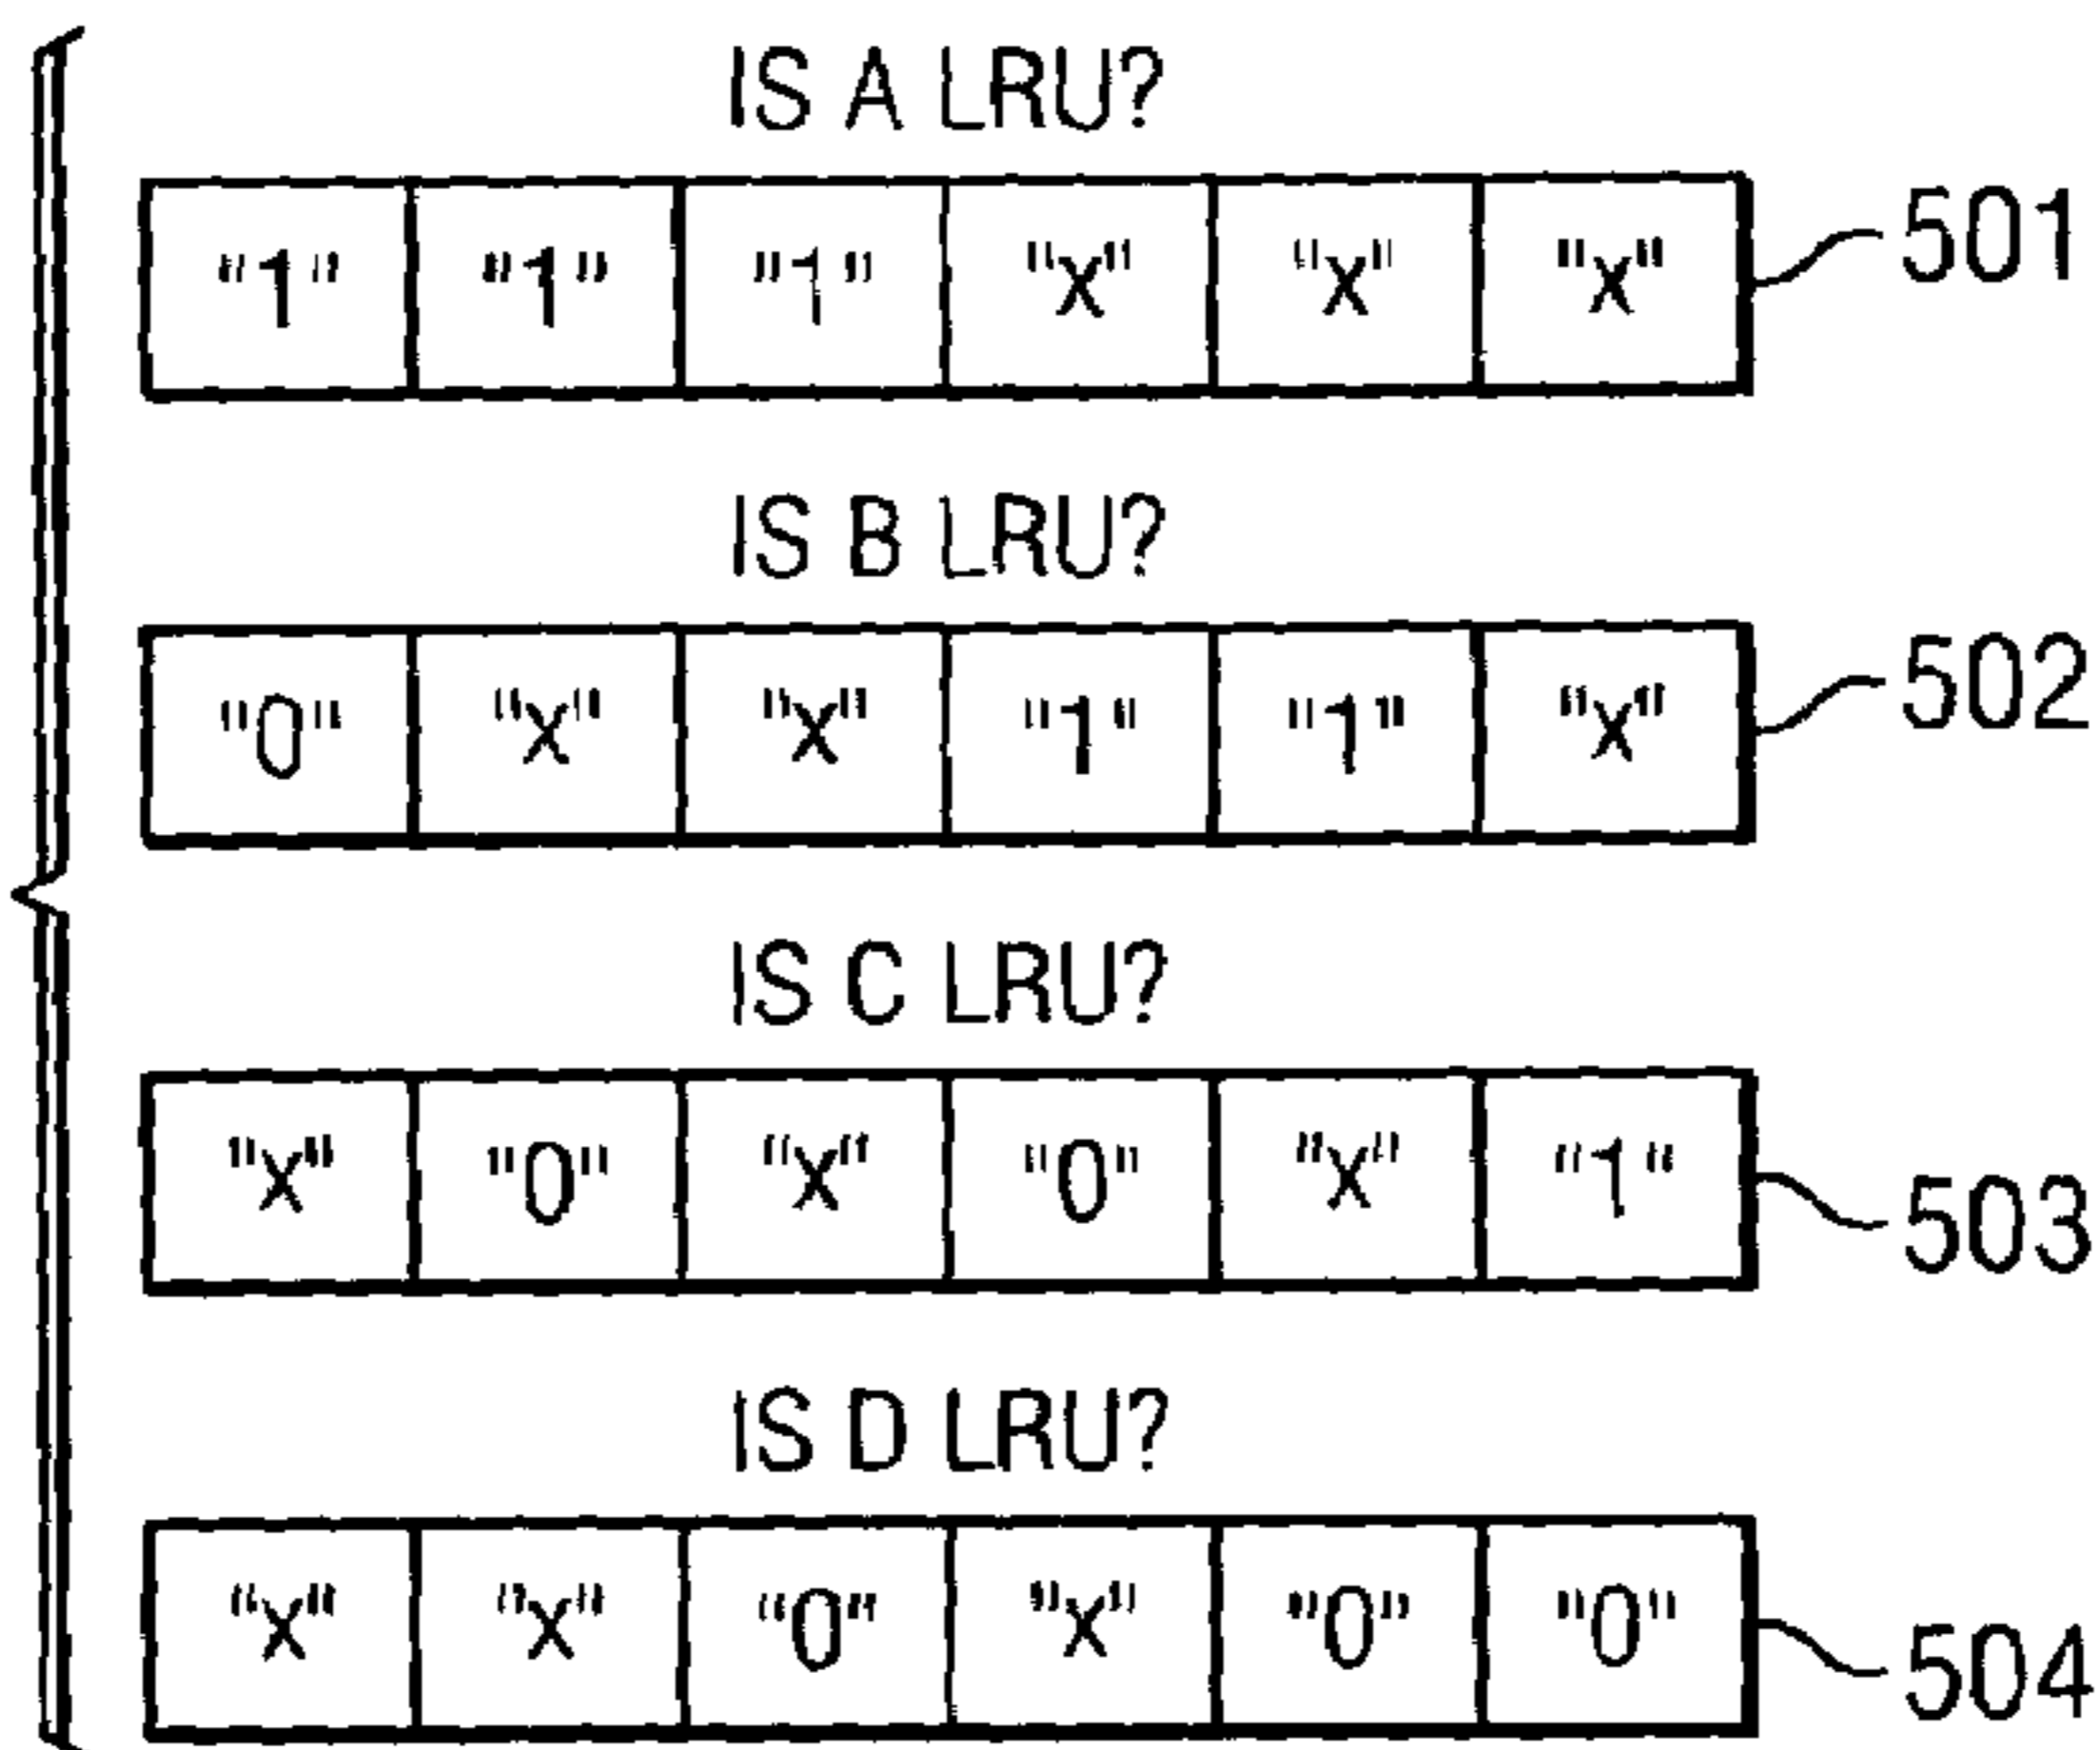 IS A LRU?
"1" "1" "1" "X" "X" "X" 501
IS B LRU?
"0" "X" "X" "1" "1" "X" 502
IS C LRU?
"X" "0" "X" "0" "X" "1" 503
IS D LRU?
"X" "X" "0" "X" "0" "0" 504